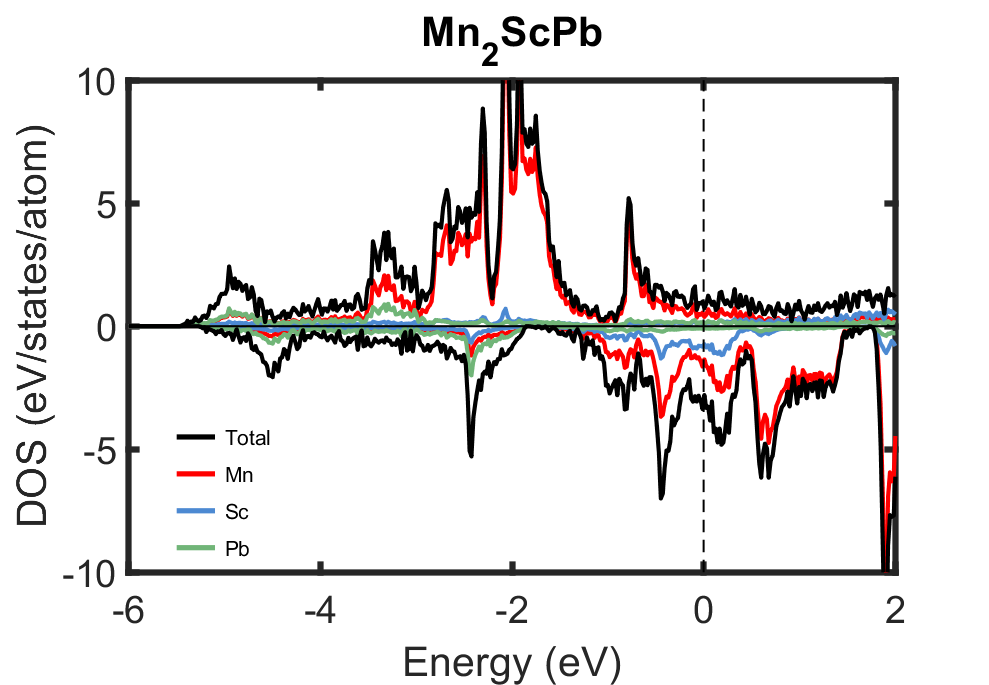 Mn₂ScPb
DOS (eV/states/atom)
10
5
0
-5
-10
Total
Mn
Sc
Pb
-6 -4 -2 0 2
Energy (eV)